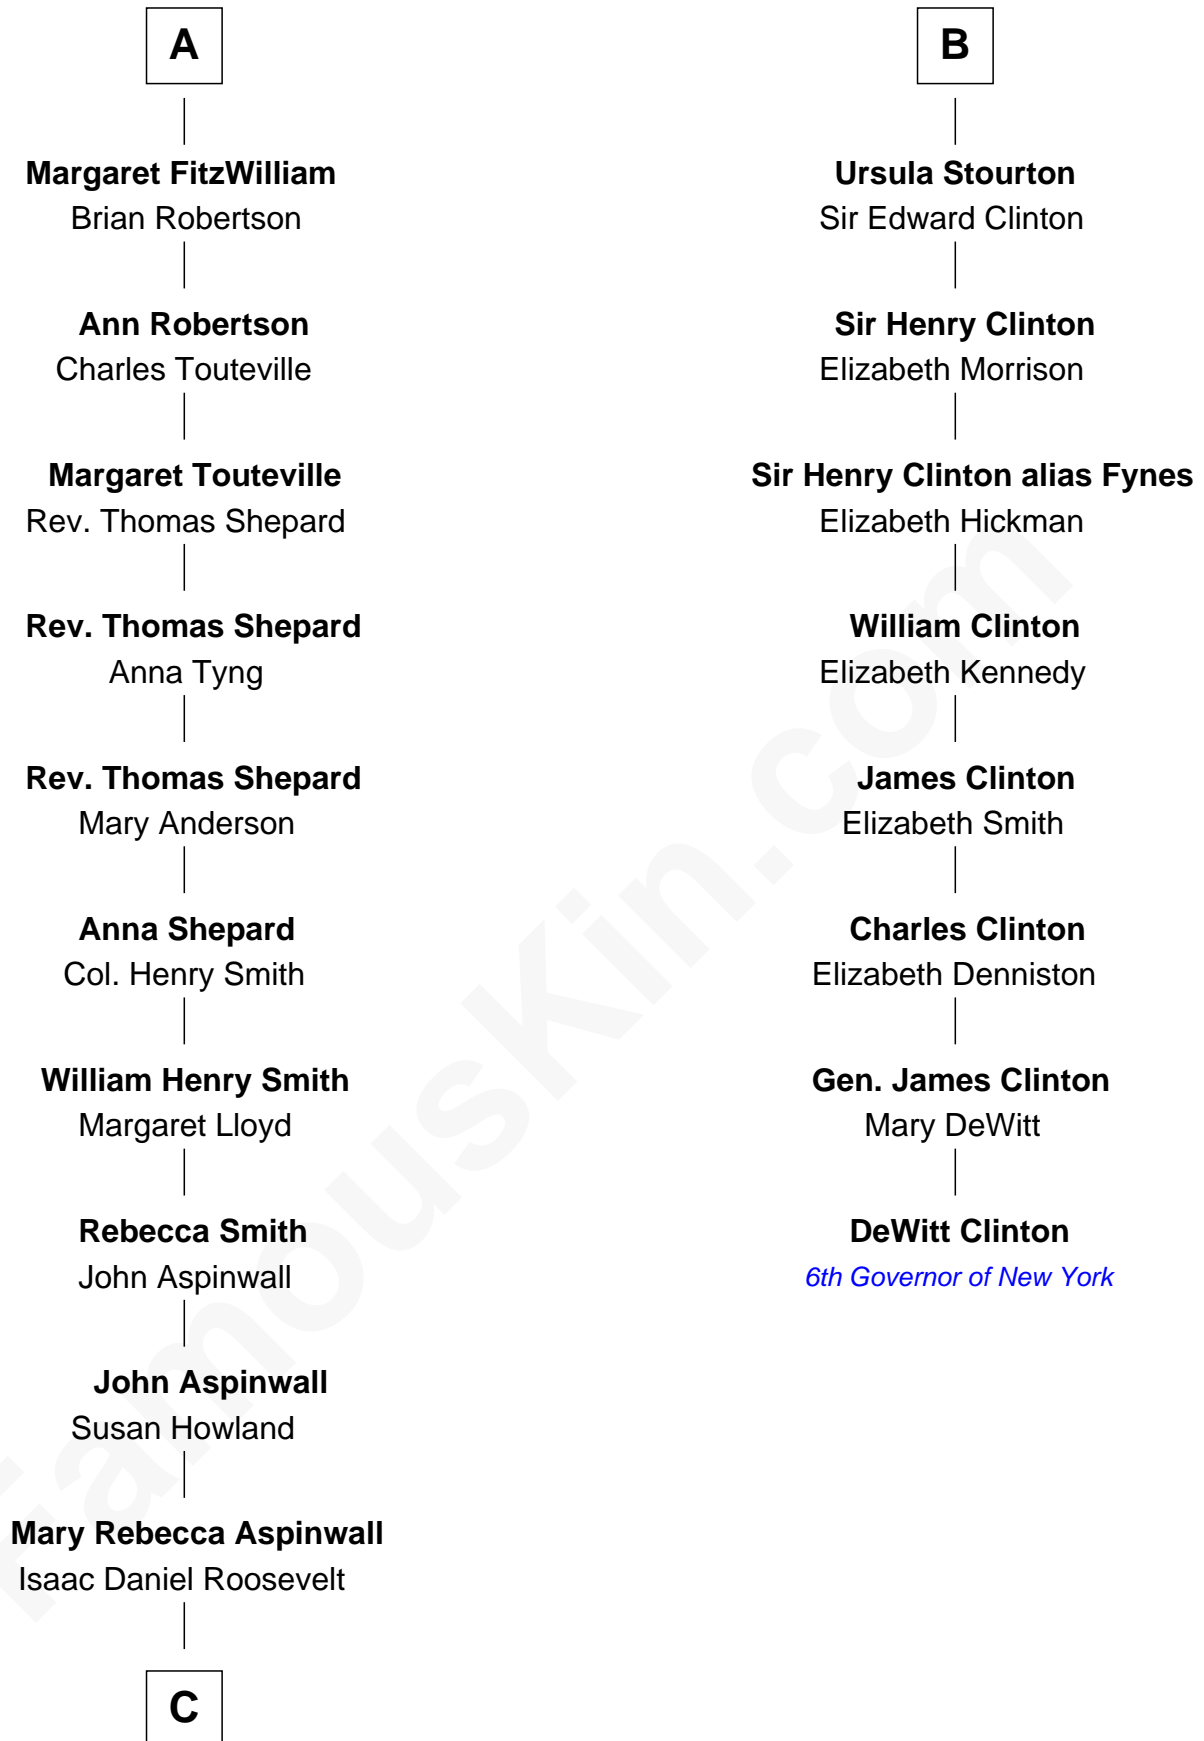 A
Margaret FitzWilliam
Brian Robertson
Ann Robertson
Charles Touteville
Margaret Touteville
Rev. Thomas Shepard
Rev. Thomas Shepard
Anna Tyng
Rev. Thomas Shepard
Mary Anderson
Anna Shepard
Col. Henry Smith
William Henry Smith
Margaret Lloyd
Rebecca Smith
John Aspinwall
John Aspinwall
Susan Howland
Mary Rebecca Aspinwall
Isaac Daniel Roosevelt
C
B
Ursula Stourton
Sir Edward Clinton
Sir Henry Clinton
Elizabeth Morrison
Sir Henry Clinton alias Fynes
Elizabeth Hickman
William Clinton
Elizabeth Kennedy
James Clinton
Elizabeth Smith
Charles Clinton
Elizabeth Denniston
Gen. James Clinton
Mary DeWitt
DeWitt Clinton
6th Governor of New York
FamousKin.com